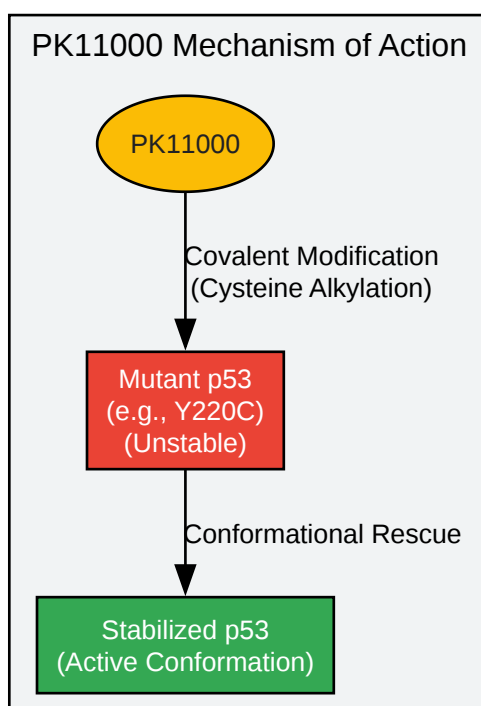 PK11000 Mechanism of Action
PK11000
Covalent Modification
(Cysteine Alkylation)
Mutant p53
(e.g., Y220C)
(Unstable)
Conformational Rescue
Stabilized p53
(Active Conformation)